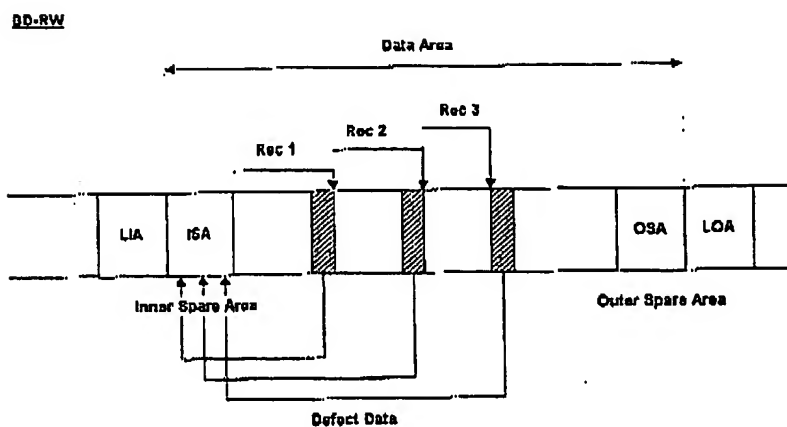 BD-RW
Data Area
Rec 3
Rec 2
Rec 1
LIA
ISA
OSA
LOA
Inner Spare Area
Outer Spare Area
Defect Data